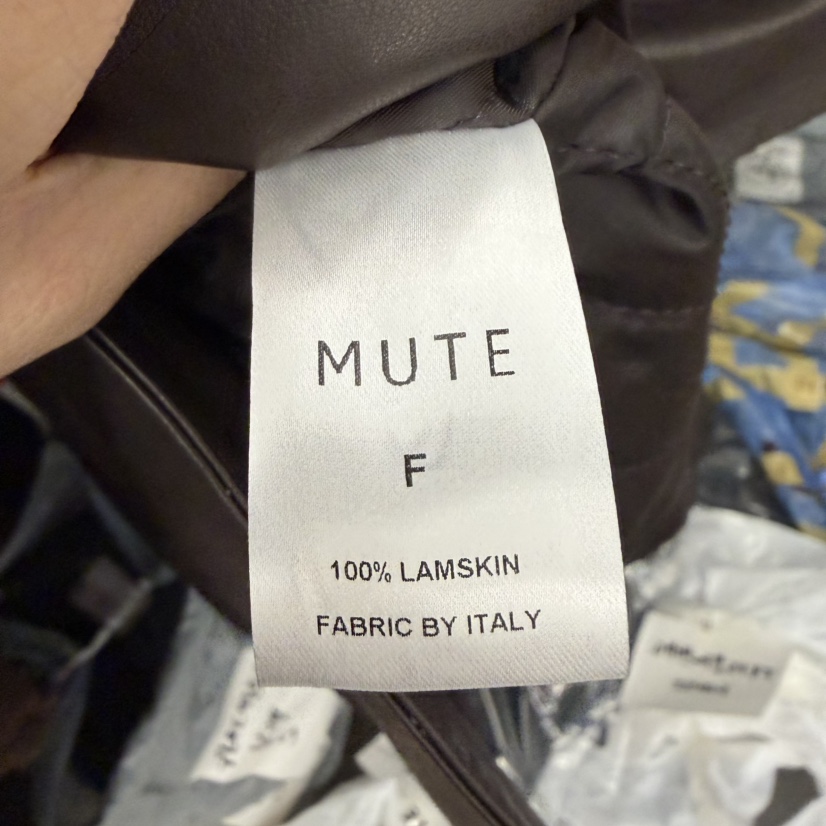 MUTE
F
100% LAMSKIN
FABRIC BY ITALY